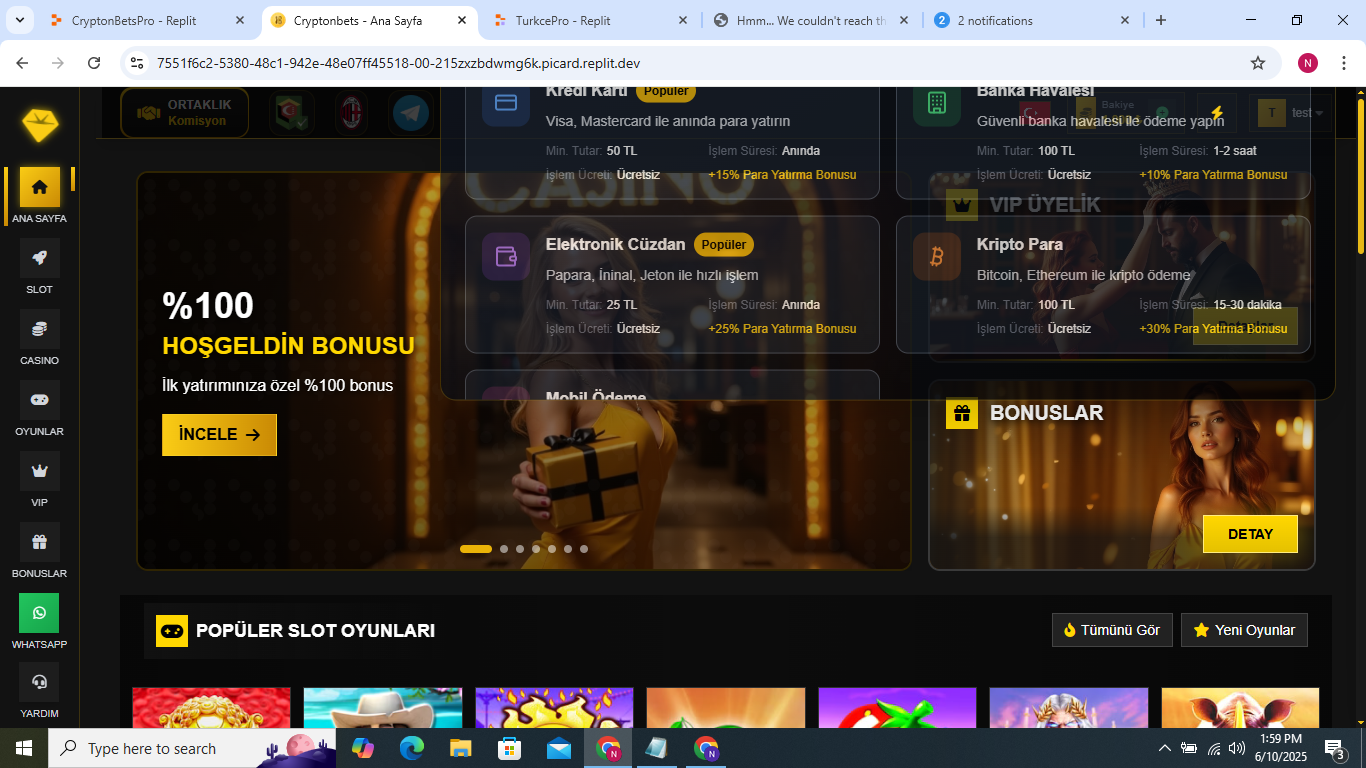 CryptonBetsPro - Replit
Cryptonbets - Ana Sayfa
TurkcePro - Replit
Hmm... We couldn't reach th
2
2 notifications
7551f6c2-5380-48c1-942e-48e07ff45518-00-215zxzbdwmg6k.picard.replit.dev
N
ORTAKLIK
Komisyon
Kredi Kartı
Popüler
Visa, Mastercard ile anında para yatırın
Min. Tutar: 50 TL
İşlem Süresi: Anında
İşlem Ücreti: Ücretsiz
+15% Para Yatırma Bonusu
Banka Havalesi
Güvenli banka havalesi ile ödeme yapın
Min. Tutar: 100 TL
İşlem Süresi: 1-2 saat
İşlem Ücreti: Ücretsiz
+10% Para Yatırma Bonusu
Bakiye
T
test
CASINO
VIP ÜYELİK
Elektronik Cüzdan
Popüler
Papara, İninal, Jeton ile hızlı işlem
Min. Tutar: 25 TL
İşlem Süresi: Anında
İşlem Ücreti: Ücretsiz
+25% Para Yatırma Bonusu
Kripto Para
Bitcoin, Ethereum ile kripto ödeme
Min. Tutar: 100 TL
İşlem Süresi: 15-30 dakika
İşlem Ücreti: Ücretsiz
+30% Para Yatırma Bonusu
Mobil Ödeme
ANA SAYFA
SLOT
CASINO
OYUNLAR
VIP
BONUSLAR
WHATSAPP
YARDIM
%100
HOŞGELDİN BONUSU
İlk yatırımınıza özel %100 bonus
İNCELE
BONUSLAR
DETAY
POPÜLER SLOT OYUNLARI
Tümünü Gör
Yeni Oyunlar
Type here to search
1:59 PM
6/10/2025
3